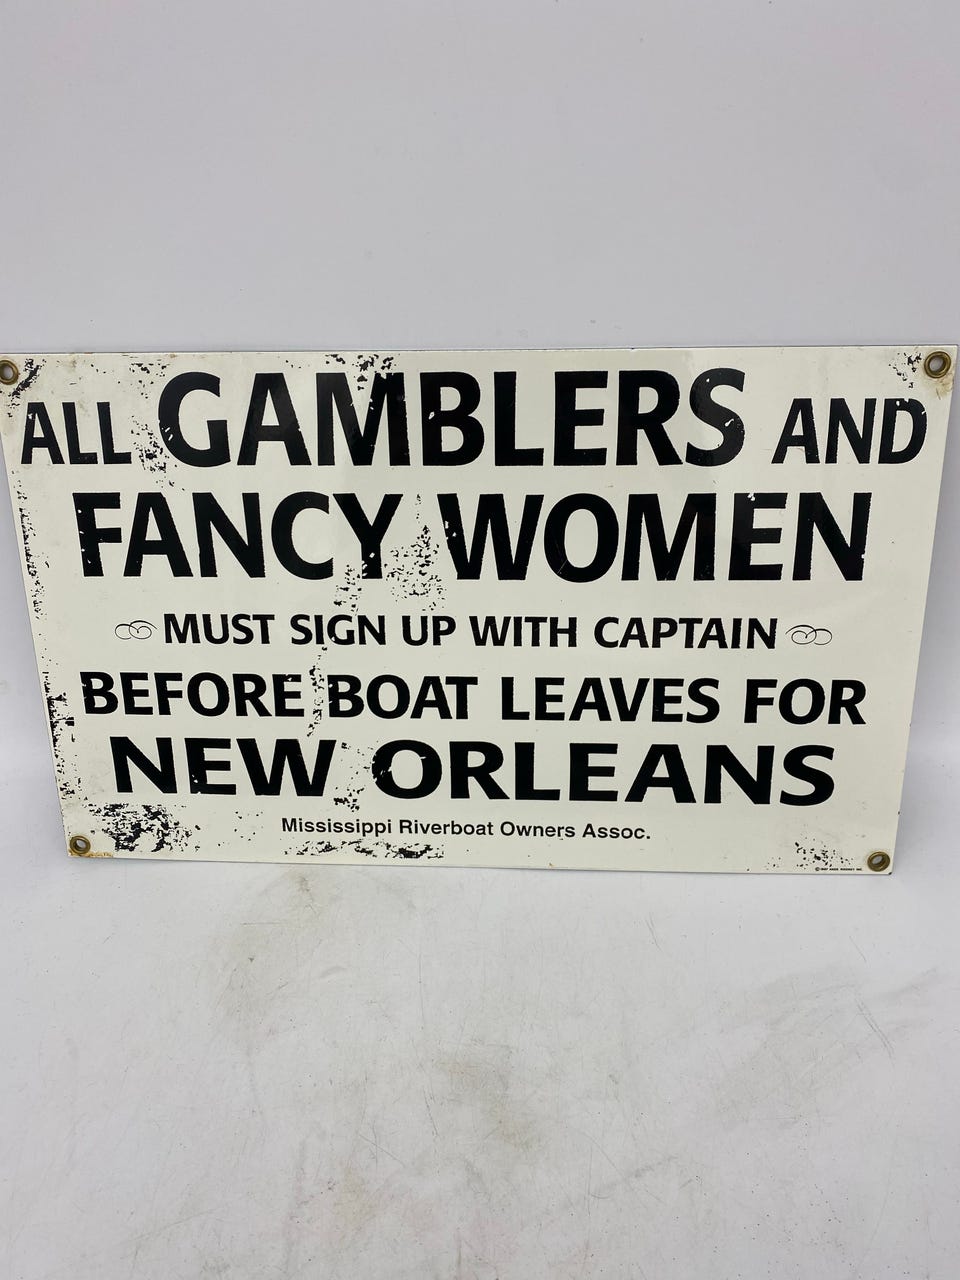 ALL GAMBLERS AND
FANCY WOMEN
MUST SIGN UP WITH CAPTAIN
BEFORE BOAT LEAVES FOR
NEW ORLEANS
Mississippi Riverboat Owners Assoc.